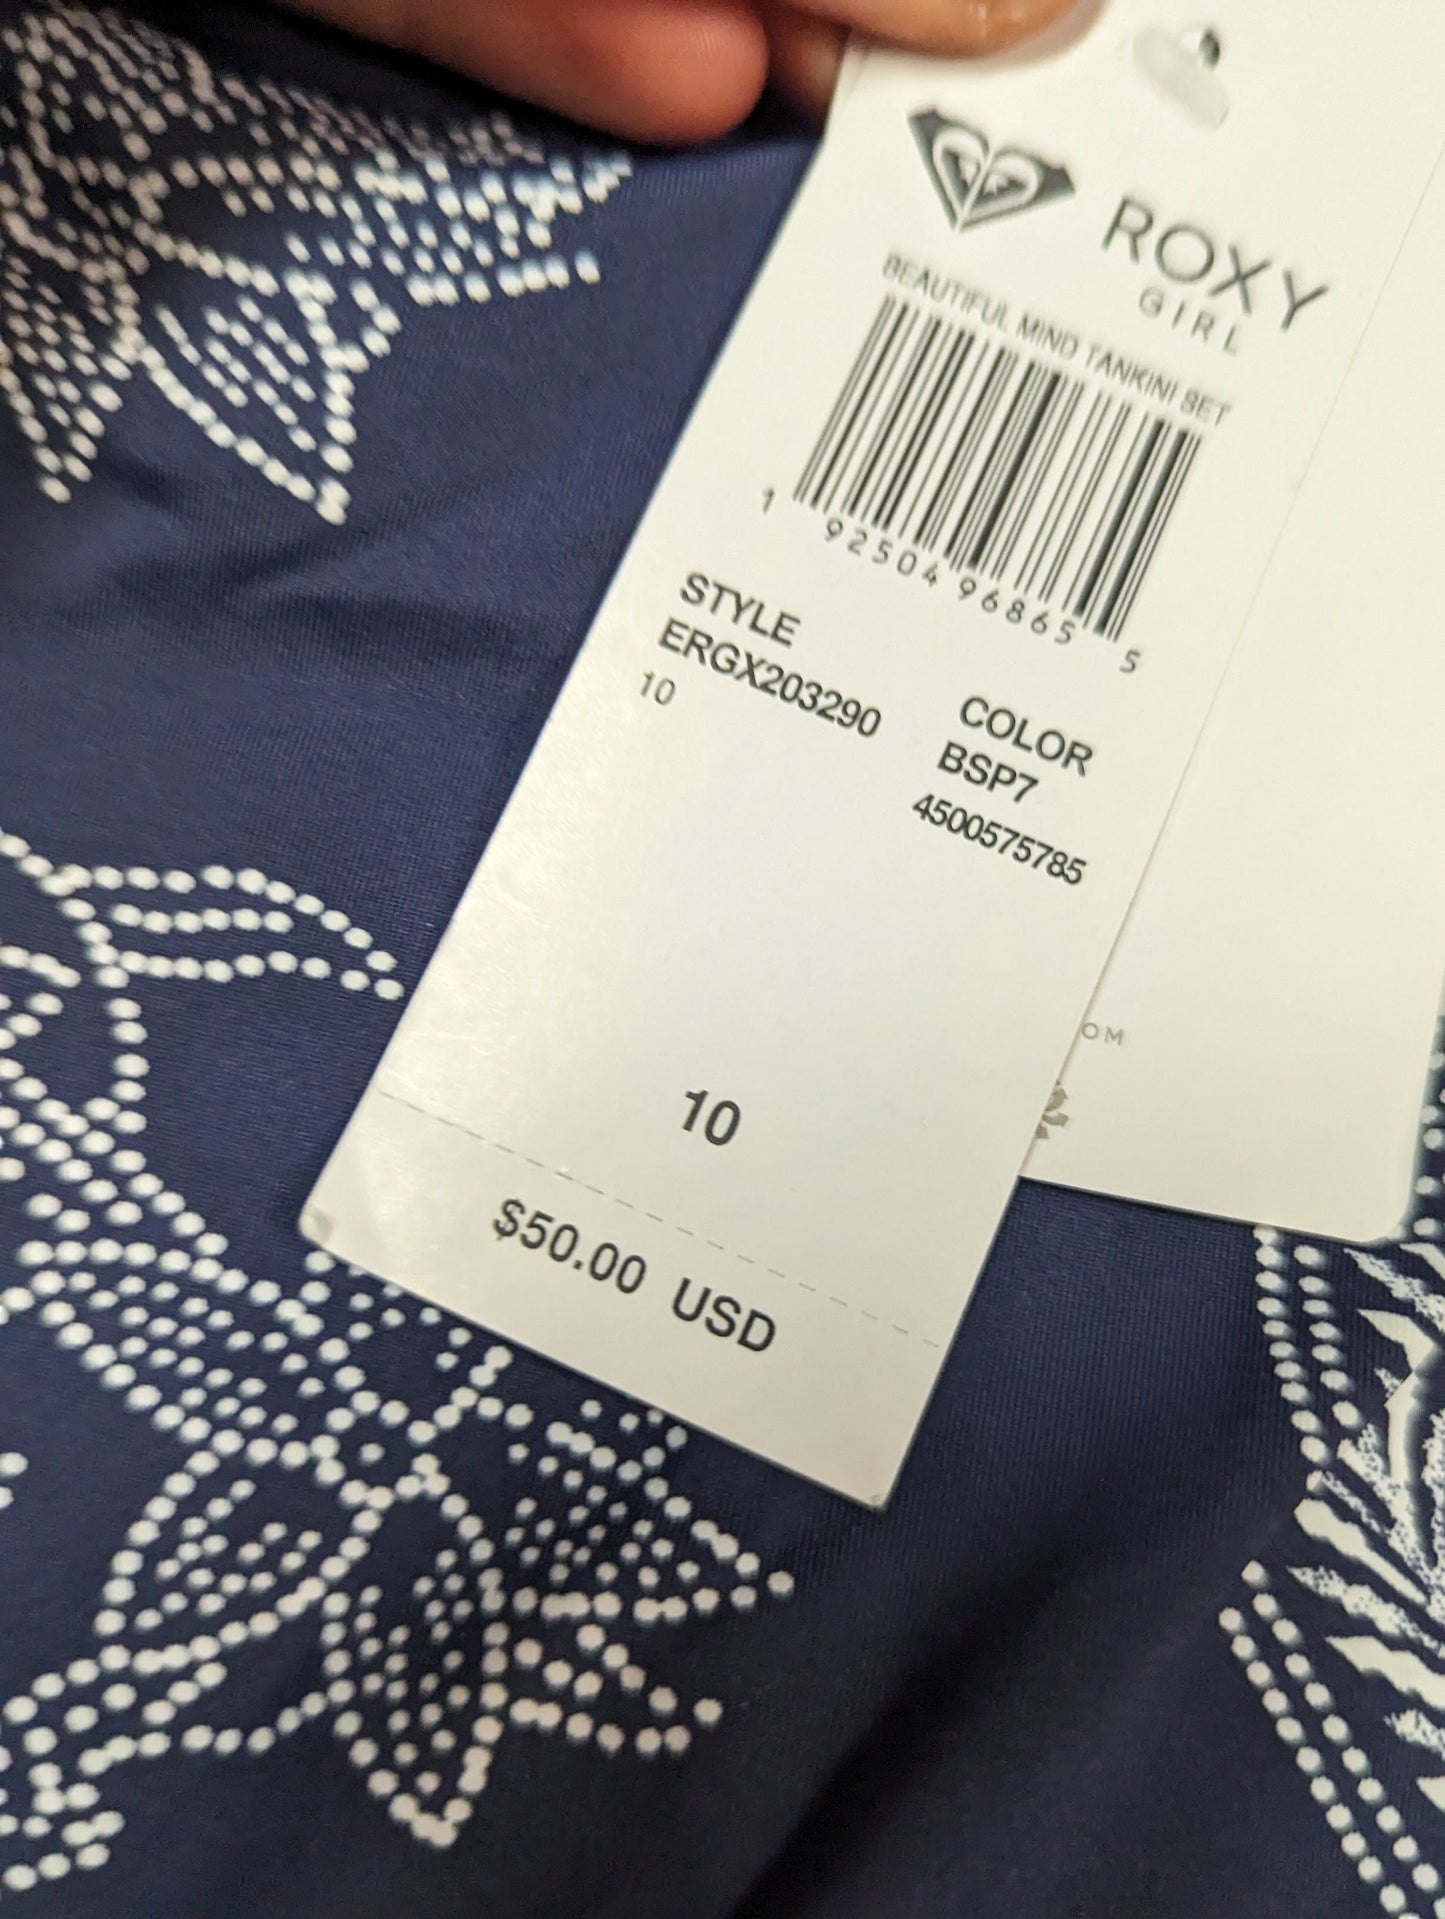 ROXY
GIRL
BEAUTIFUL MIND TANKINI SET
1 92504 96865 5
STYLE
ERGX203290
10
COLOR
BSP7
4500575785
OM
10
$50.00 USD